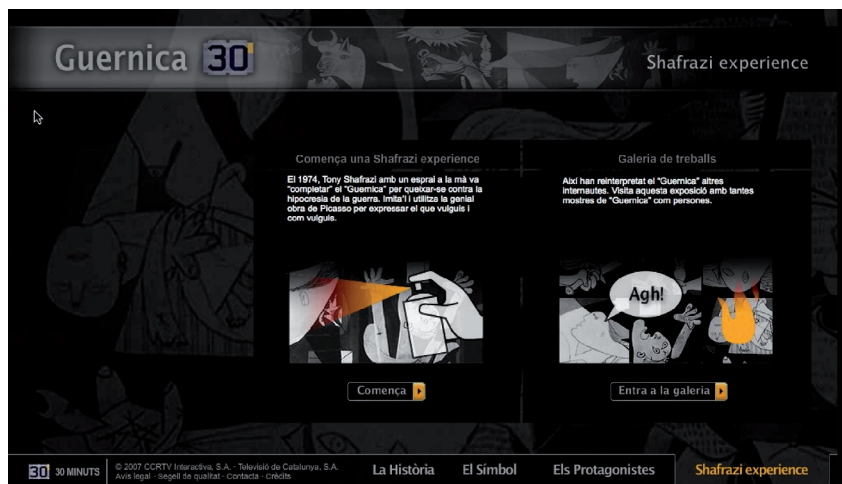 Guernica 30'
Shafrazi experience
Comença una Shafrazi experience
El 1974, Tony Shafrazi amb un esprai a la mà va
"completar" el "Guernica" per queixar-se contra la
hipocresia de la guerra. Imita'l i utilitza la genial
obra de Picasso per expressar el que vulguis i
com vulguis.
Comença
Galeria de treballs
Així han reinterpretat el "Guernica" altres
internautes. Visita aquesta exposició amb tantes
mostres de "Guernica" com persones.
Agh!
Entra a la galeria
30' 30 MINUTS
© 2007 CCRTV Interactiva, S.A. - Televisió de Catalunya, S.A.
Avís legal - Segell de qualitat - Contacta - Crèdits
La Història
El Símbol
Els Protagonistes
Shafrazi experience